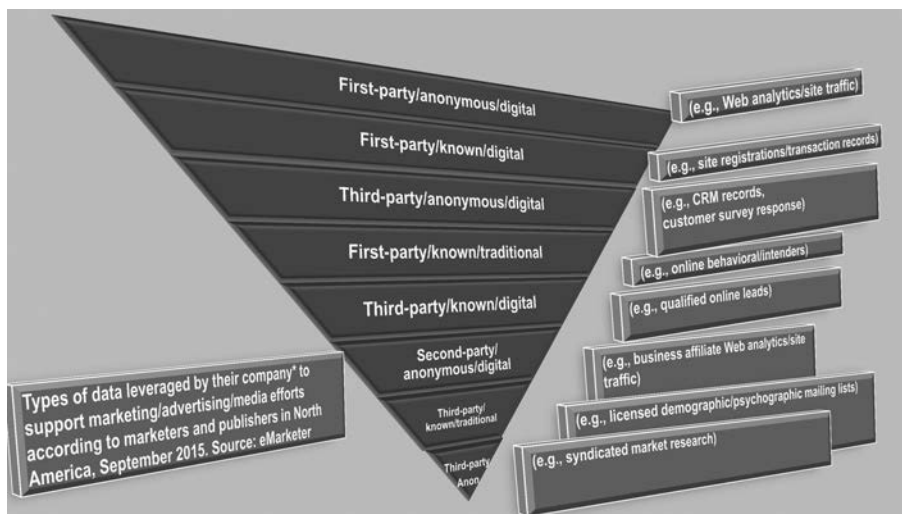 First-party/anonymous/digital
First-party/known/digital
Third-party/anonymous/digital
First-party/known/traditional
Third-party/known/digital
Second-party/
anonymous/digital
Third-party/
known/traditional
Third-party
Anon
(e.g., Web analytics/site traffic)
(e.g., site registrations/transaction records)
(e.g., CRM records,
customer survey response)
(e.g., online behavioral/intenders)
(e.g., qualified online leads)
(e.g., business affiliate Web analytics/site
traffic)
(e.g., licensed demographic/psychographic mailing lists)
(e.g., syndicated market research)
Types of data leveraged by their company* to
support marketing/advertising/media efforts
according to marketers and publishers in North
America, September 2015. Source: eMarketer